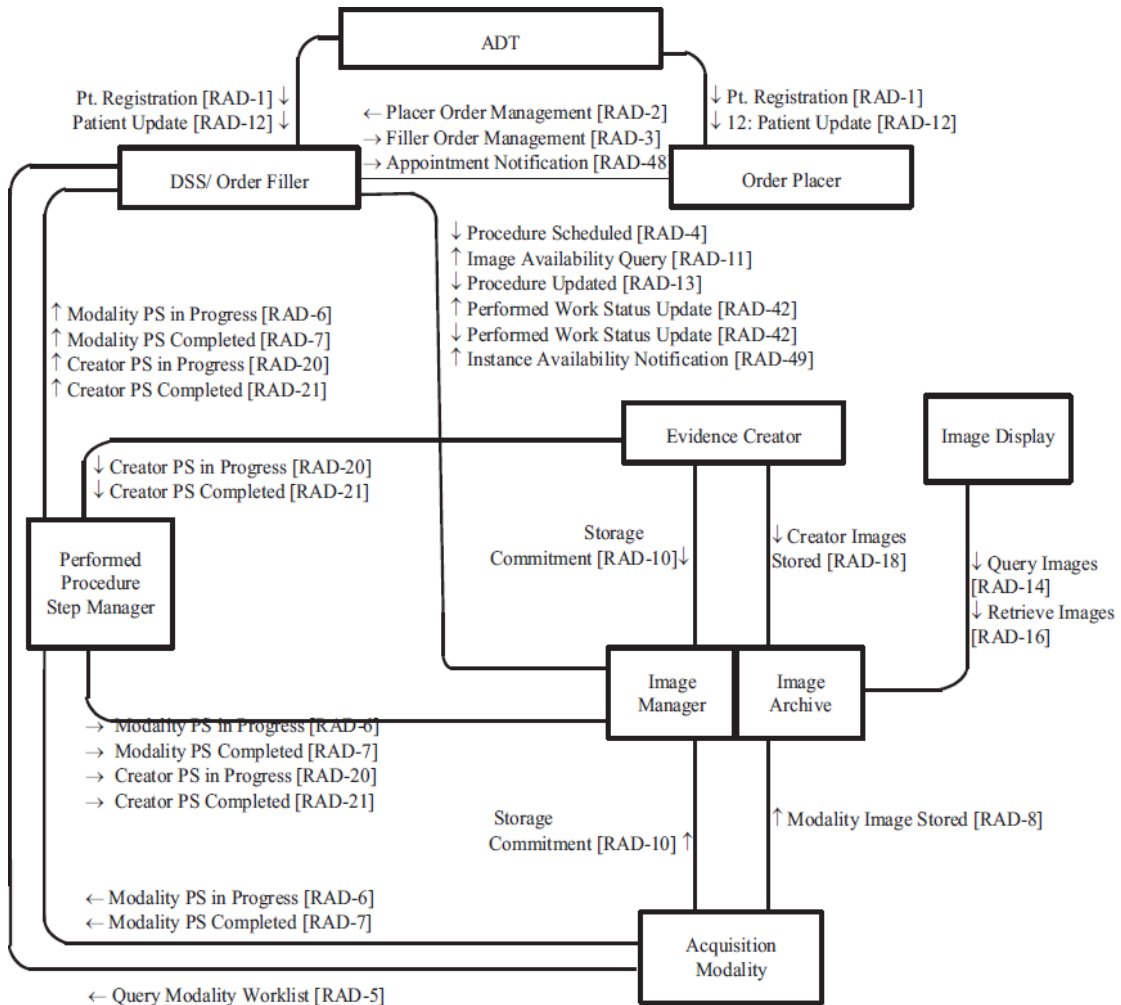 ADT
Pt. Registration [RAD-1] ↓
Patient Update [RAD-12] ↓
← Placer Order Management [RAD-2]
→ Filler Order Management [RAD-3]
→ Appointment Notification [RAD-48]
↓ Pt. Registration [RAD-1]
↓ 12: Patient Update [RAD-12]
DSS/ Order Filler
Order Placer
↓ Procedure Scheduled [RAD-4]
↑ Image Availability Query [RAD-11]
↓ Procedure Updated [RAD-13]
↑ Performed Work Status Update [RAD-42]
↓ Performed Work Status Update [RAD-42]
↑ Instance Availability Notification [RAD-49]
↑ Modality PS in Progress [RAD-6]
↑ Modality PS Completed [RAD-7]
↑ Creator PS in Progress [RAD-20]
↑ Creator PS Completed [RAD-21]
Evidence Creator
Image Display
↓ Creator PS in Progress [RAD-20]
↓ Creator PS Completed [RAD-21]
Storage
Commitment [RAD-10]↓
↓ Creator Images
Stored [RAD-18]
↓ Query Images
[RAD-14]
↓ Retrieve Images
[RAD-16]
Performed
Procedure
Step Manager
Image
Manager
Image
Archive
→ Modality PS in Progress [RAD-6]
→ Modality PS Completed [RAD-7]
→ Creator PS in Progress [RAD-20]
→ Creator PS Completed [RAD-21]
Storage
Commitment [RAD-10] ↑
↑ Modality Image Stored [RAD-8]
← Modality PS in Progress [RAD-6]
← Modality PS Completed [RAD-7]
Acquisition
Modality
← Query Modality Worklist [RAD-5]